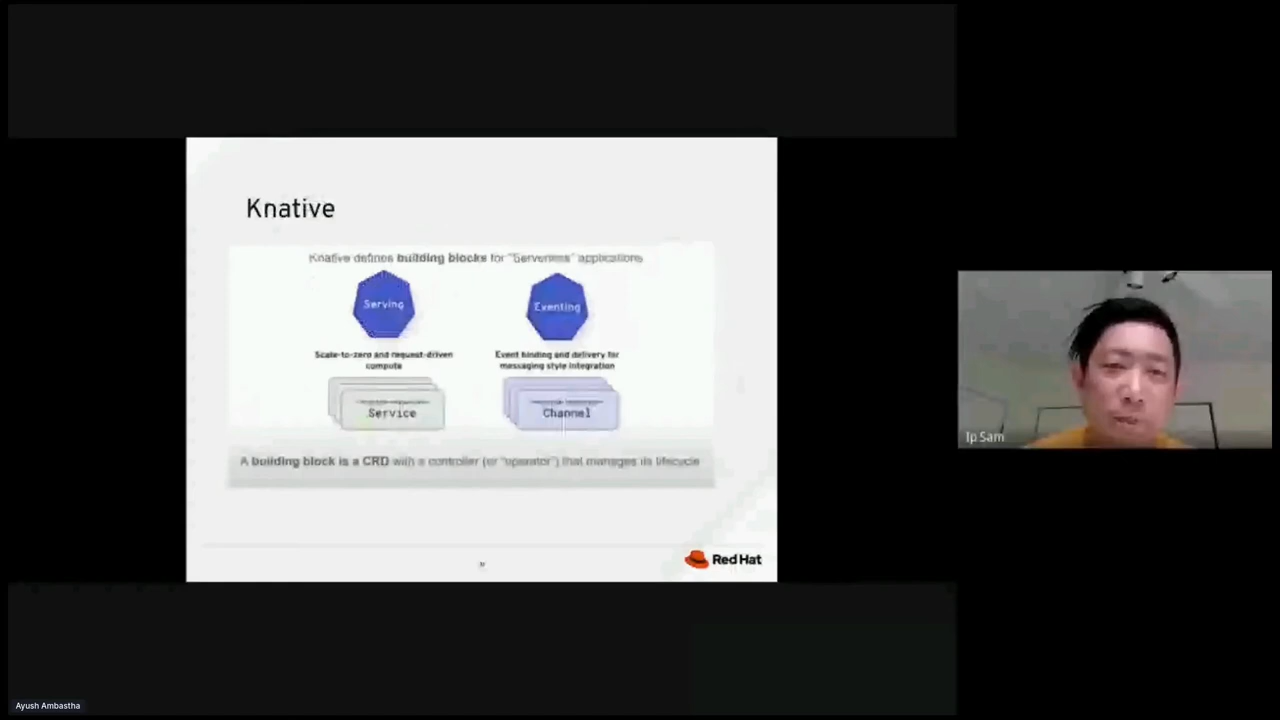 Knative
Knative defines building blocks for "Serverless" applications
Serving
Eventing
Scale-to-zero and request-driven
compute
Event binding and delivery for
messaging style integration
Service
Channel
A building block is a CRD with a controller (or "operator") that manages its lifecycle
Red Hat
Ip Sam
Ayush Ambastha